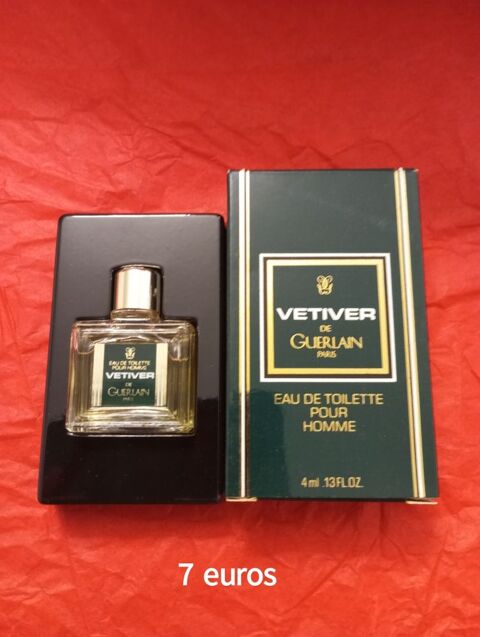 EAU DE TOILETTE
POUR HOMME
VETIVER
DE
GUERLAIN
PARIS
VETIVER
DE
GUERLAIN
PARIS
EAU DE TOILETTE
POUR
HOMME
4 ml .13 FL.OZ.
7 euros